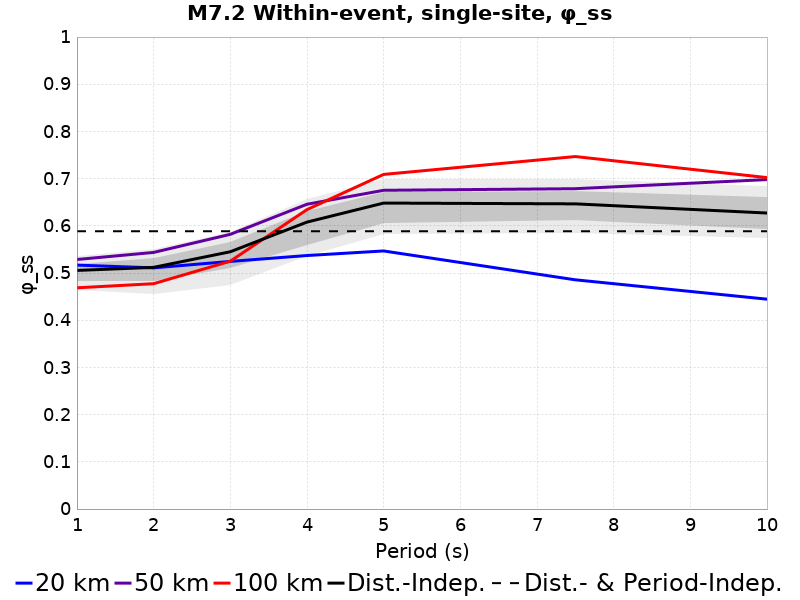 M7.2 Within-event, single-site, φ_ss
1
0.9
0.8
0.7
0.6
0.5
0.4
0.3
0.2
0.1
0
φ_ss
1 2 3 4 5 6 7 8 9 10
Period (s)
20 km 50 km 100 km Dist.-Indep. Dist.- & Period-Indep.